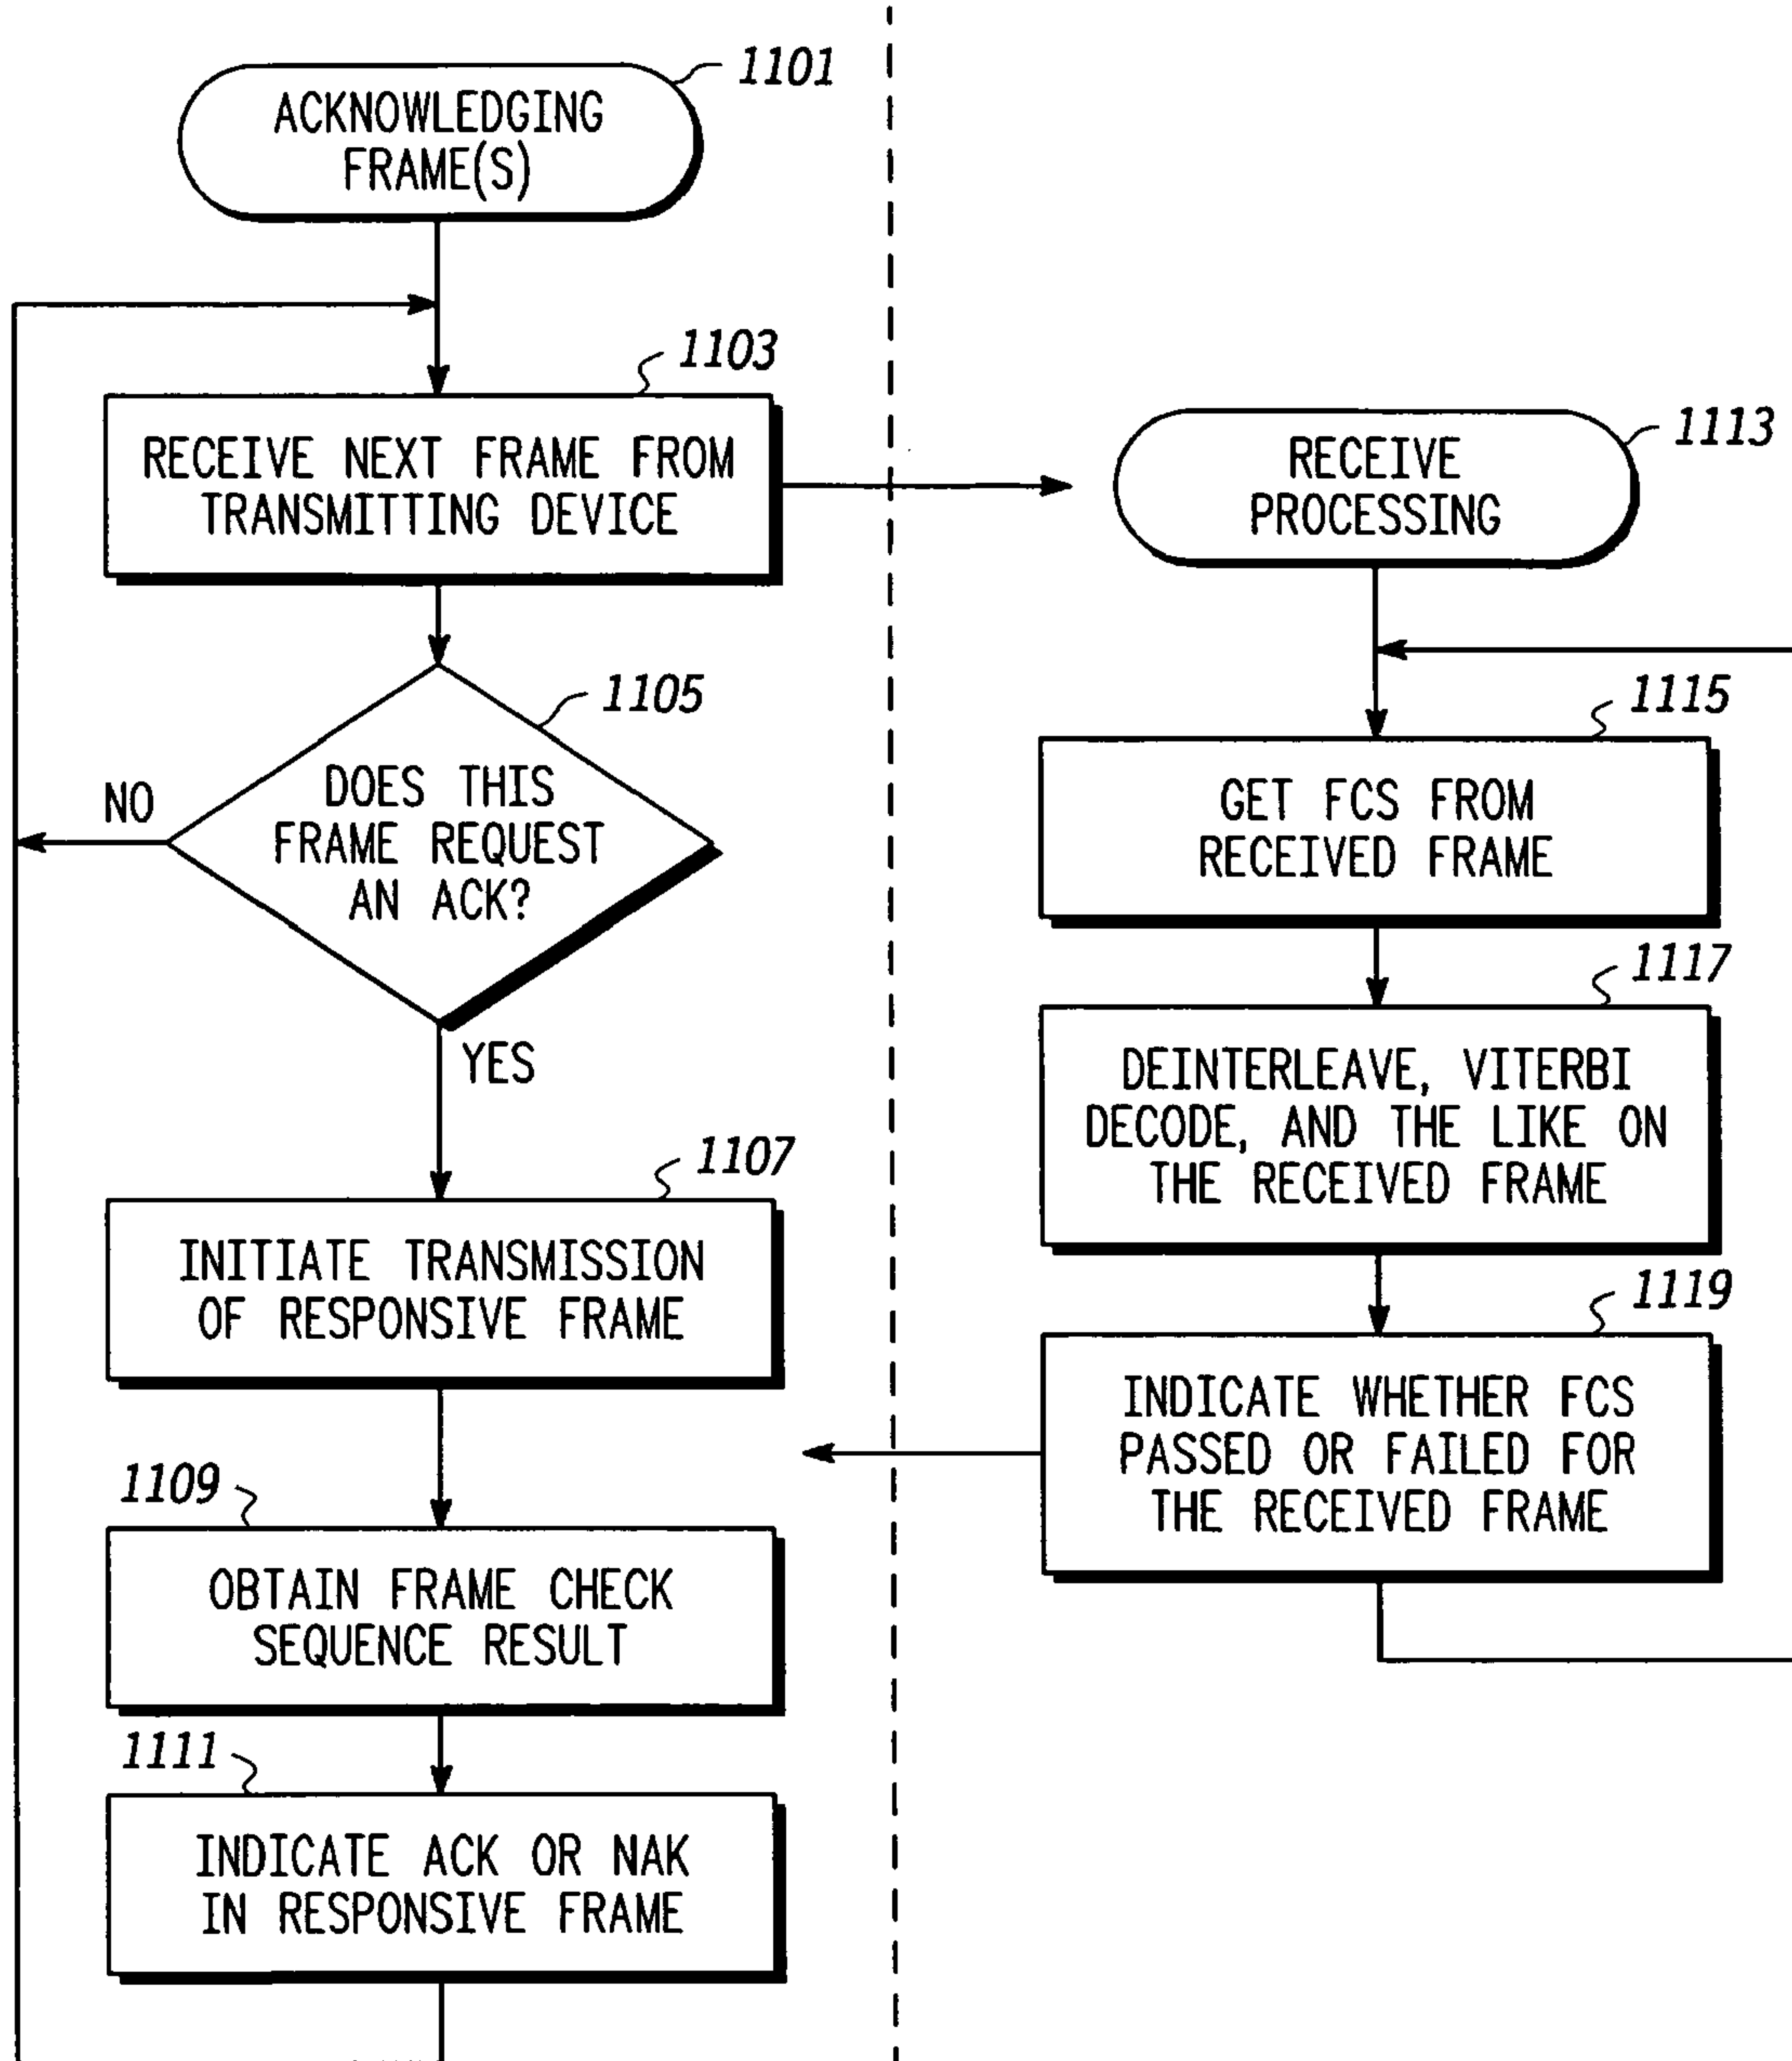 1101
ACKNOWLEDGING
FRAME(S)
1103
RECEIVE NEXT FRAME FROM
TRANSMITTING DEVICE
1105
DOES THIS
FRAME REQUEST
AN ACK?
NO
YES
1107
INITIATE TRANSMISSION
OF RESPONSIVE FRAME
1109
OBTAIN FRAME CHECK
SEQUENCE RESULT
1111
INDICATE ACK OR NAK
IN RESPONSIVE FRAME
1113
RECEIVE
PROCESSING
1115
GET FCS FROM
RECEIVED FRAME
1117
DEINTERLEAVE, VITERBI
DECODE, AND THE LIKE ON
THE RECEIVED FRAME
1119
INDICATE WHETHER FCS
PASSED OR FAILED FOR
THE RECEIVED FRAME